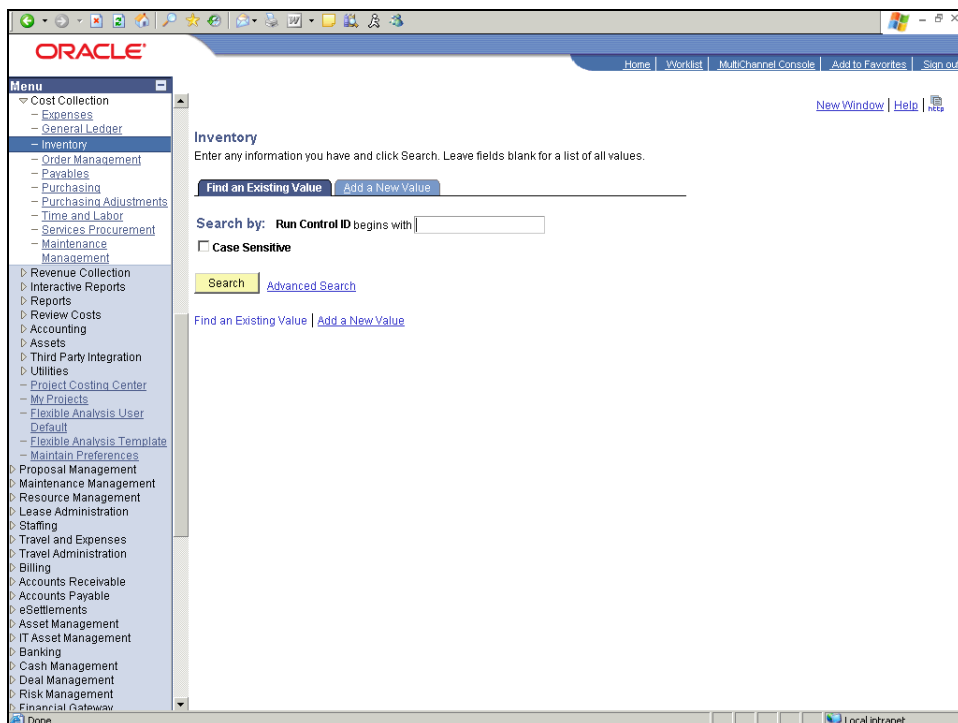 ORACLE'
Home | Worklist | MultiChannel Console | Add to Favorites | Sign out
Menu
Cost Collection
Expenses
General Ledger
Inventory
Order Management
Payables
Purchasing
Purchasing Adjustments
Time and Labor
Services Procurement
Maintenance
Management
Revenue Collection
Interactive Reports
Reports
Review Costs
Accounting
Assets
Third Party Integration
Utilities
Project Costing Center
My Projects
Flexible Analysis User
Default
Flexible Analysis Template
Maintain Preferences
Proposal Management
Maintenance Management
Resource Management
Lease Administration
Staffing
Travel and Expenses
Travel Administration
Billing
Accounts Receivable
Accounts Payable
eSettlements
Asset Management
IT Asset Management
Banking
Cash Management
Deal Management
Risk Management
Financial Gateway
New Window | Help | http
Inventory
Enter any information you have and click Search. Leave fields blank for a list of all values.
Find an Existing Value Add a New Value
Search by: Run Control ID begins with
Case Sensitive
Search Advanced Search
Find an Existing Value | Add a New Value
Done Local intranet